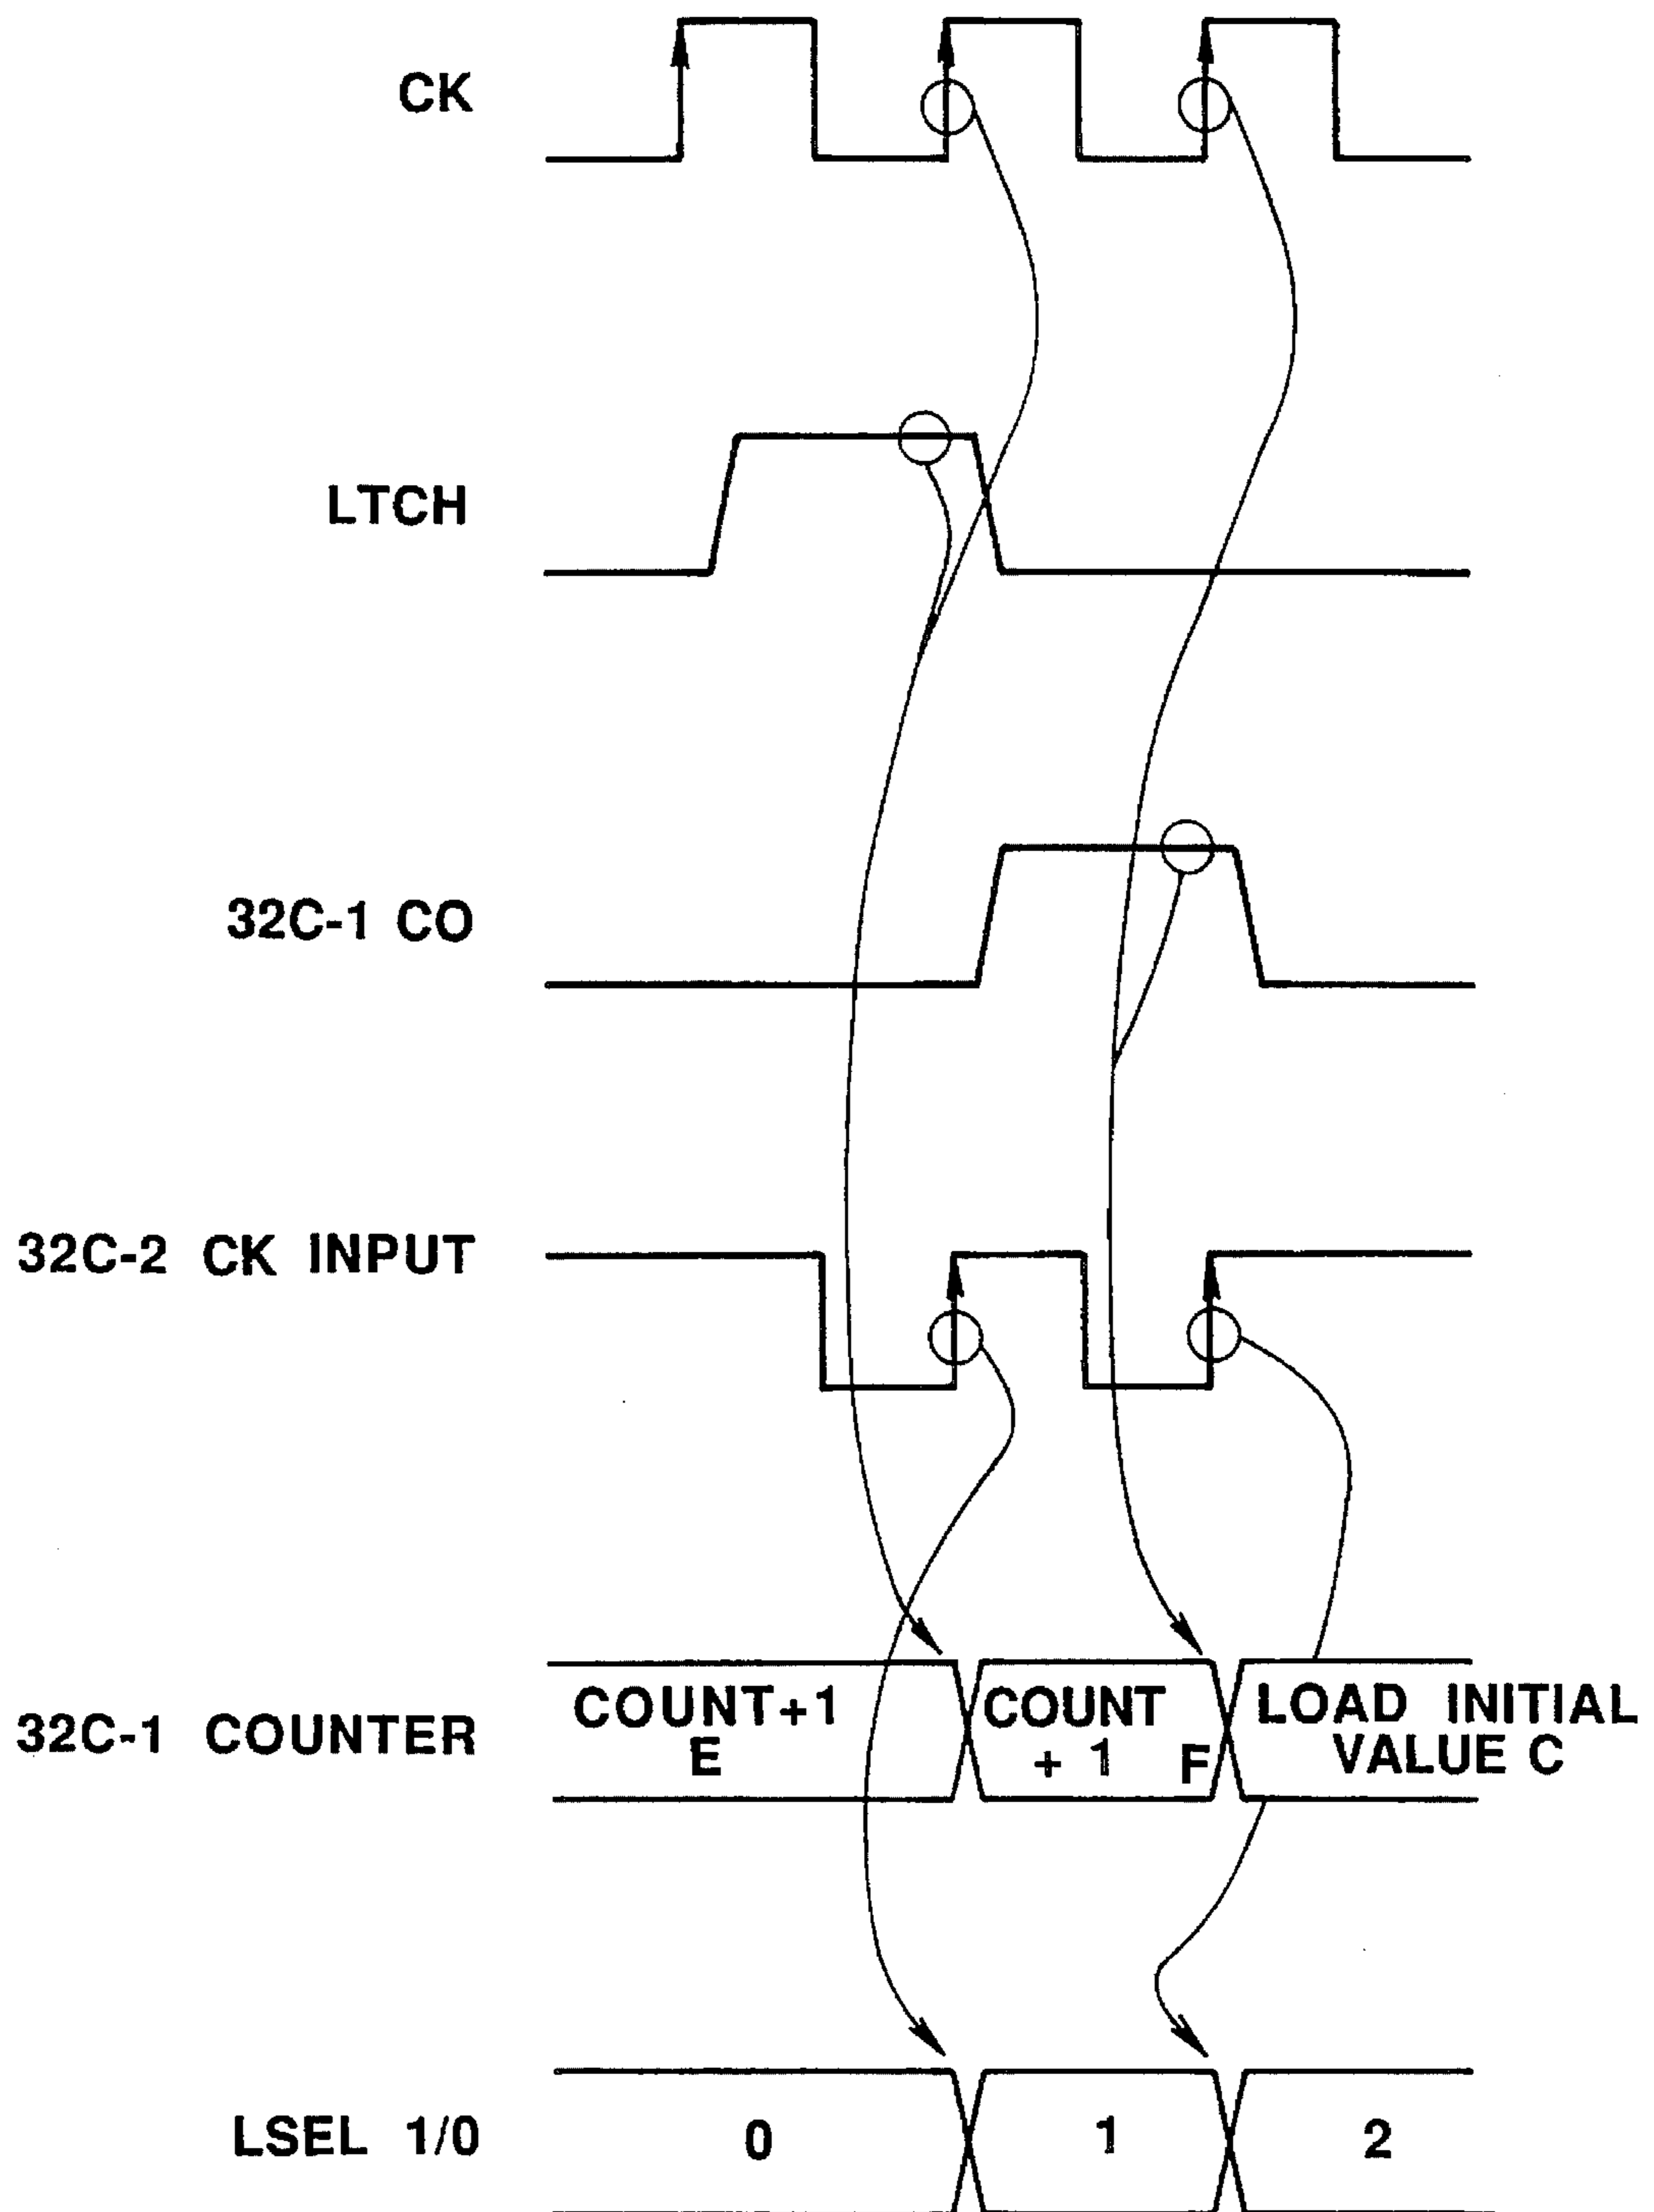 CK
LTCH
32C-1 CO
32C-2 CK INPUT
32C-1 COUNTER
COUNT+1
E
COUNT
+ 1 F
LOAD INITIAL
VALUE C
LSEL 1/0
0
1
2